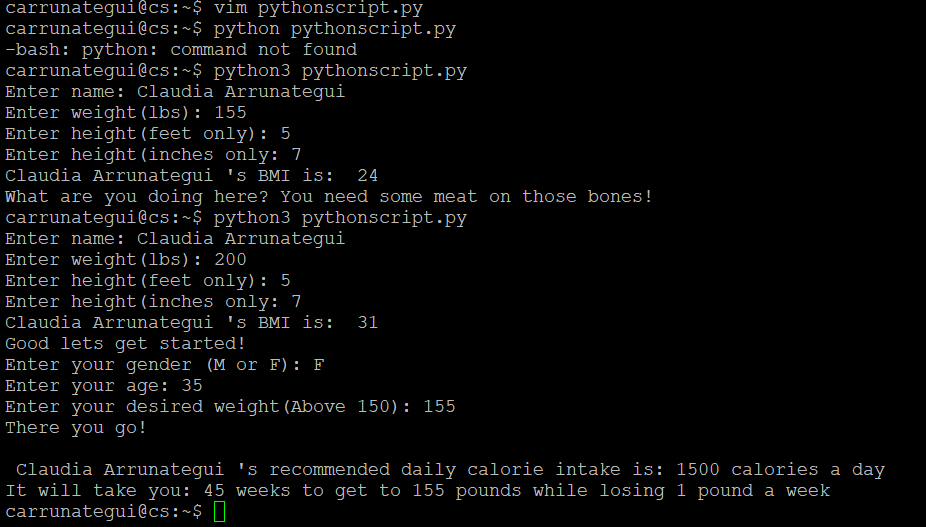 carrunategui@cs:~$ vim pythonscript.py
carrunategui@cs:~$ python pythonscript.py
-bash: python: command not found
carrunategui@cs:~$ python3 pythonscript.py
Enter name: Claudia Arrunategui
Enter weight(lbs): 155
Enter height(feet only): 5
Enter height(inches only: 7
Claudia Arrunategui 's BMI is:  24
What are you doing here? You need some meat on those bones!
carrunategui@cs:~$ python3 pythonscript.py
Enter name: Claudia Arrunategui
Enter weight(lbs): 200
Enter height(feet only): 5
Enter height(inches only: 7
Claudia Arrunategui 's BMI is:  31
Good lets get started!
Enter your gender (M or F): F
Enter your age: 35
Enter your desired weight(Above 150): 155
There you go!
 Claudia Arrunategui 's recommended daily calorie intake is: 1500 calories a day
It will take you: 45 weeks to get to 155 pounds while losing 1 pound a week
carrunategui@cs:~$